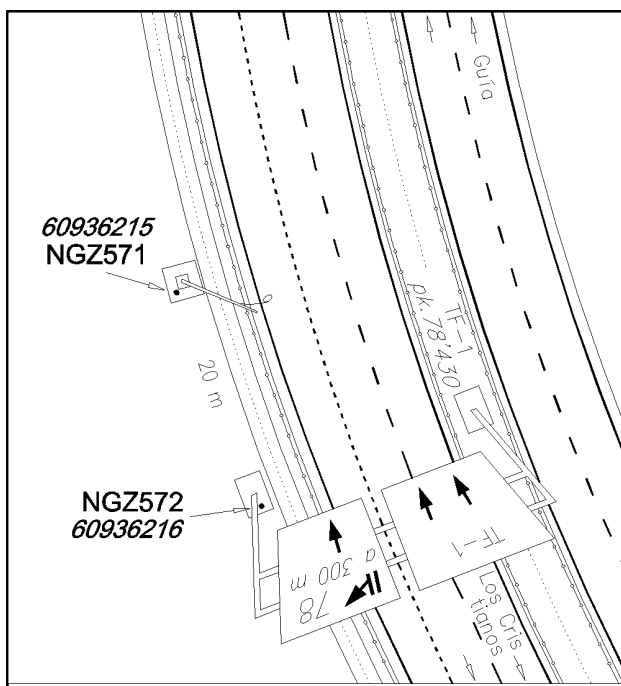 Guía
60936215
NGZ571
TF-1
pk.78'430
20 m
NGZ572
60936216
TF-1
78
a 300 m
Los Cris
tianos